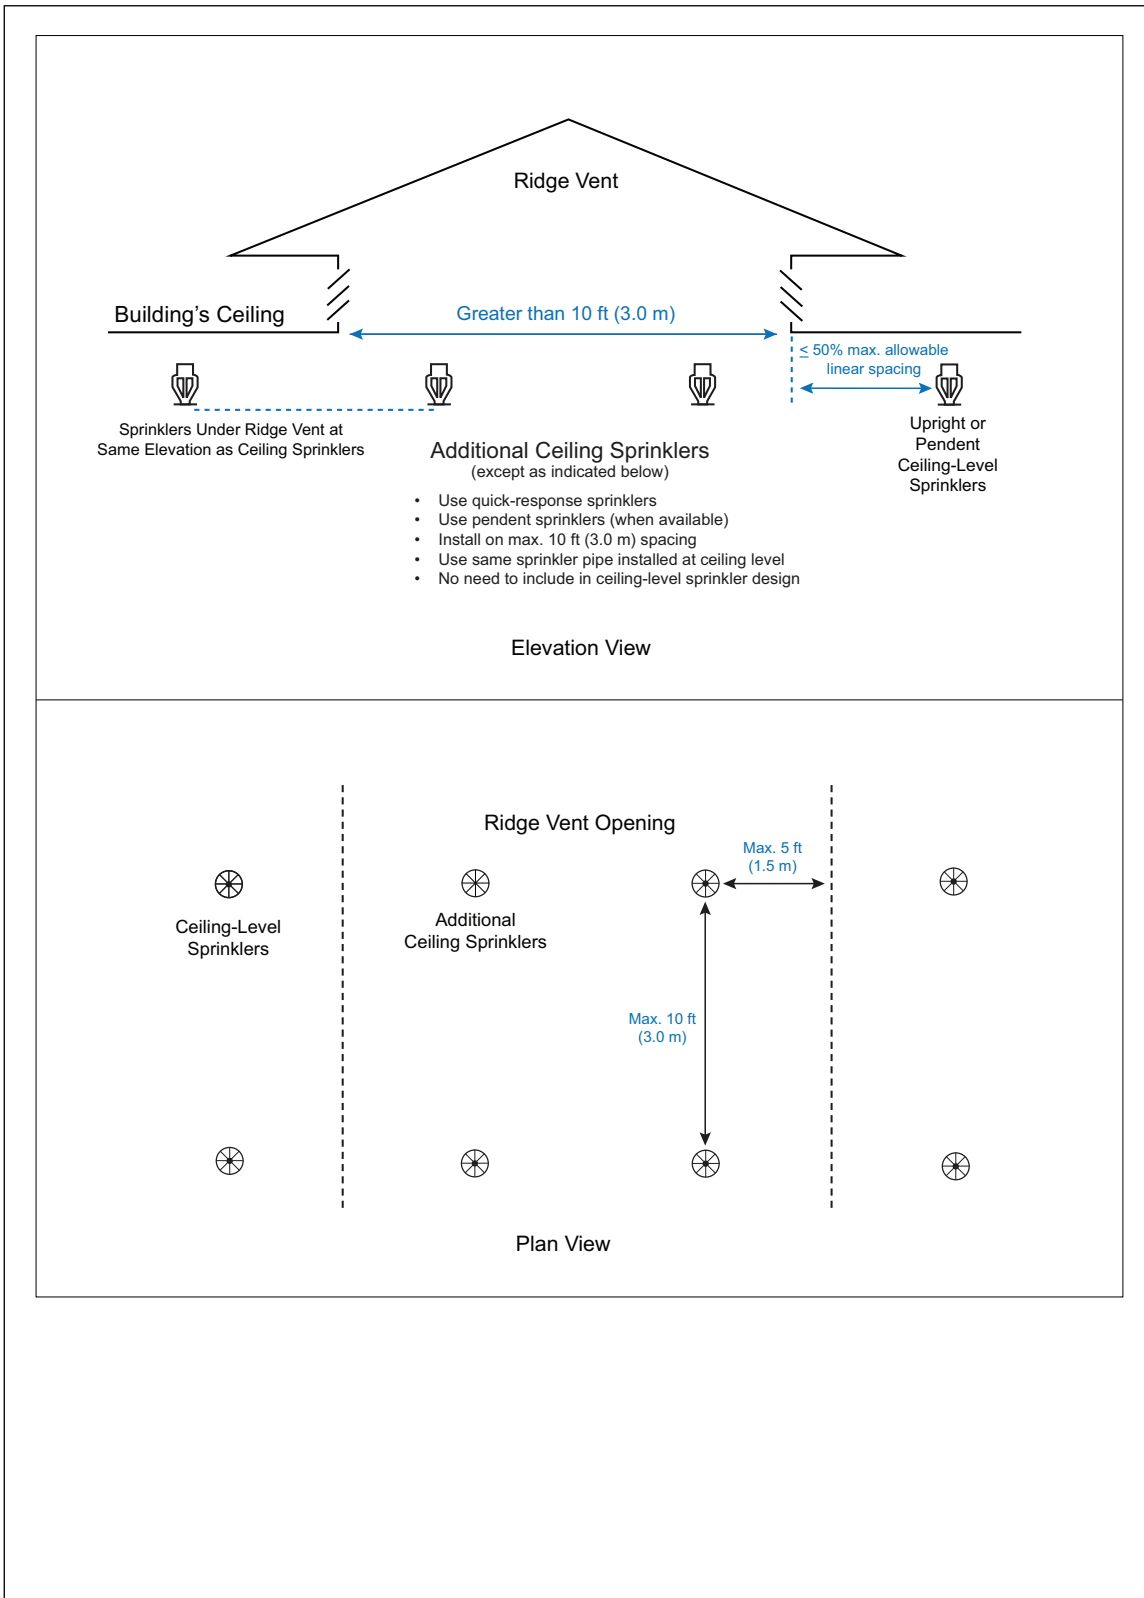 Ridge Vent
Building's Ceiling
Greater than 10 ft (3.0 m)
≤ 50% max. allowable
linear spacing
Sprinklers Under Ridge Vent at
Same Elevation as Ceiling Sprinklers
Additional Ceiling Sprinklers
(except as indicated below)
• Use quick-response sprinklers
• Use pendent sprinklers (when available)
• Install on max. 10 ft (3.0 m) spacing
• Use same sprinkler pipe installed at ceiling level
• No need to include in ceiling-level sprinkler design
Upright or
Pendent
Ceiling-Level
Sprinklers
Elevation View
Ridge Vent Opening
Max. 5 ft
(1.5 m)
Ceiling-Level
Sprinklers
Additional
Ceiling Sprinklers
Max. 10 ft
(3.0 m)
Plan View